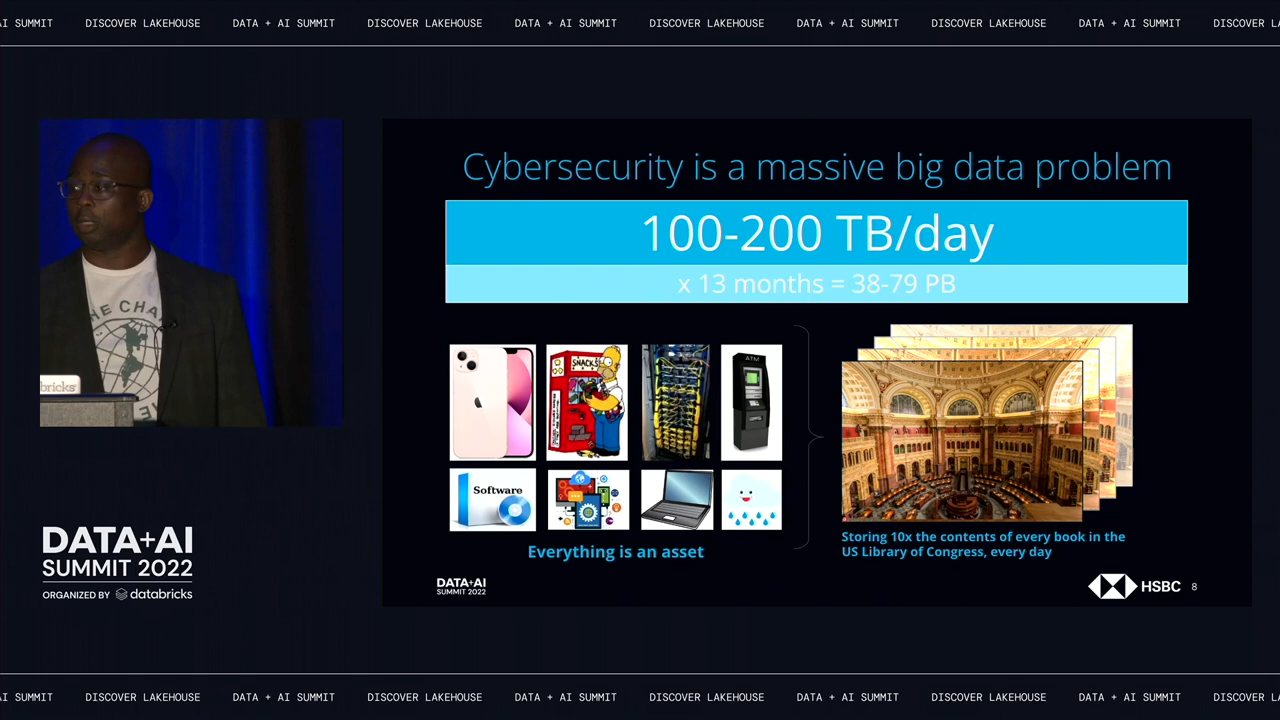 AI SUMMIT DISCOVER LAKEHOUSE DATA + AI SUMMIT DISCOVER LAKEHOUSE DATA + AI SUMMIT DISCOVER LAKEHOUSE DATA + AI SUMMIT DISCOVER LAKEHOUSE DATA + AI SUMMIT DISCOVER LA
Cybersecurity is a massive big data problem
100-200 TB/day
x 13 months = 38-79 PB
THE CHA
bricks
SNACKS
ATM
Software
Everything is an asset
Storing 10x the contents of every book in the
US Library of Congress, every day
DATA+AI
SUMMIT 2022
HSBC 8
DATA+AI
SUMMIT 2022
ORGANIZED BY databricks
AI SUMMIT DISCOVER LAKEHOUSE DATA + AI SUMMIT DISCOVER LAKEHOUSE DATA + AI SUMMIT DISCOVER LAKEHOUSE DATA + AI SUMMIT DISCOVER LAKEHOUSE DATA + AI SUMMIT DISCOVER LA